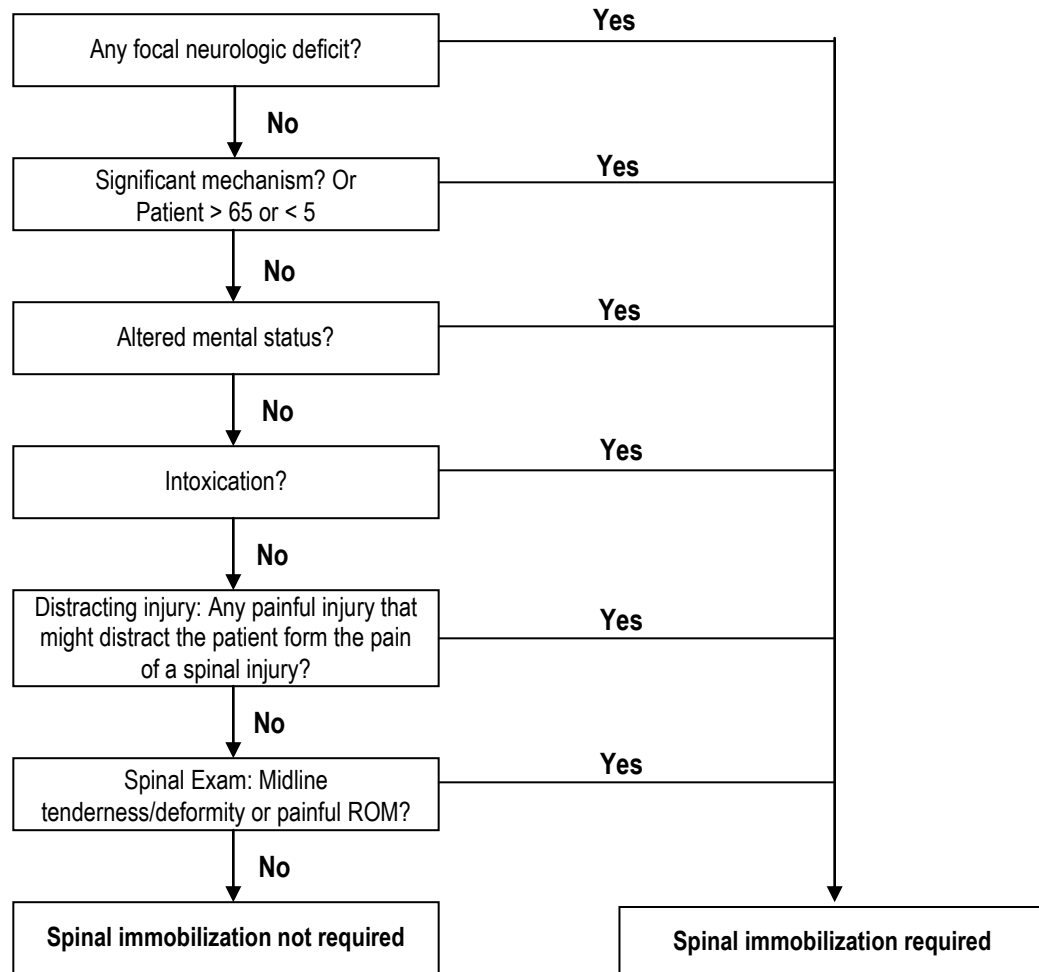 Yes
Any focal neurologic deficit?
No
Yes
Significant mechanism? Or
Patient > 65 or < 5
No
Yes
Altered mental status?
No
Yes
Intoxication?
No
Distracting injury: Any painful injury that
might distract the patient form the pain
of a spinal injury?
Yes
No
Yes
Spinal Exam: Midline
tenderness/deformity or painful ROM?
No
Spinal immobilization not required
Spinal immobilization required